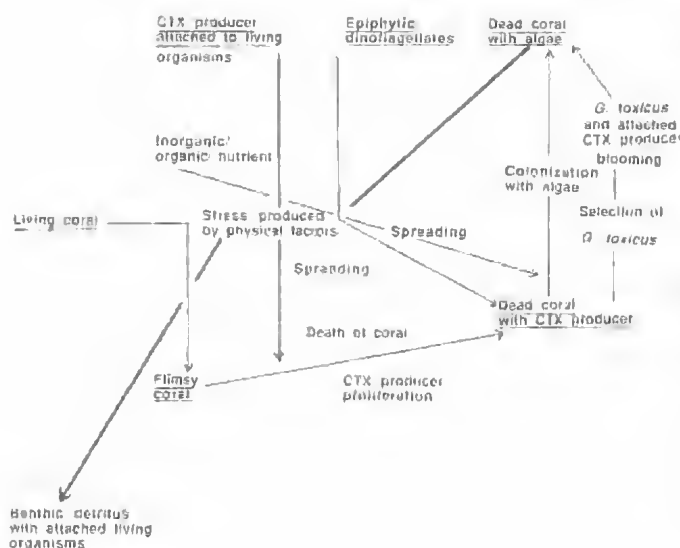 CTX producer
attached to living
organisms
Epiphytic
dinoflagellates
Dead coral
with algae
G. toxicus
and attached
CTX producer
blooming
Inorganic/
organic nutrient
Colonization
with algae
Living coral
Stress produced
by physical factors
Spreading
Selection of
G. toxicus
Spreading
Dead coral
with CTX producer
Death of coral
Flimsy
coral
CTX producer
proliferation
Benthic detritus
with attached living
organisms